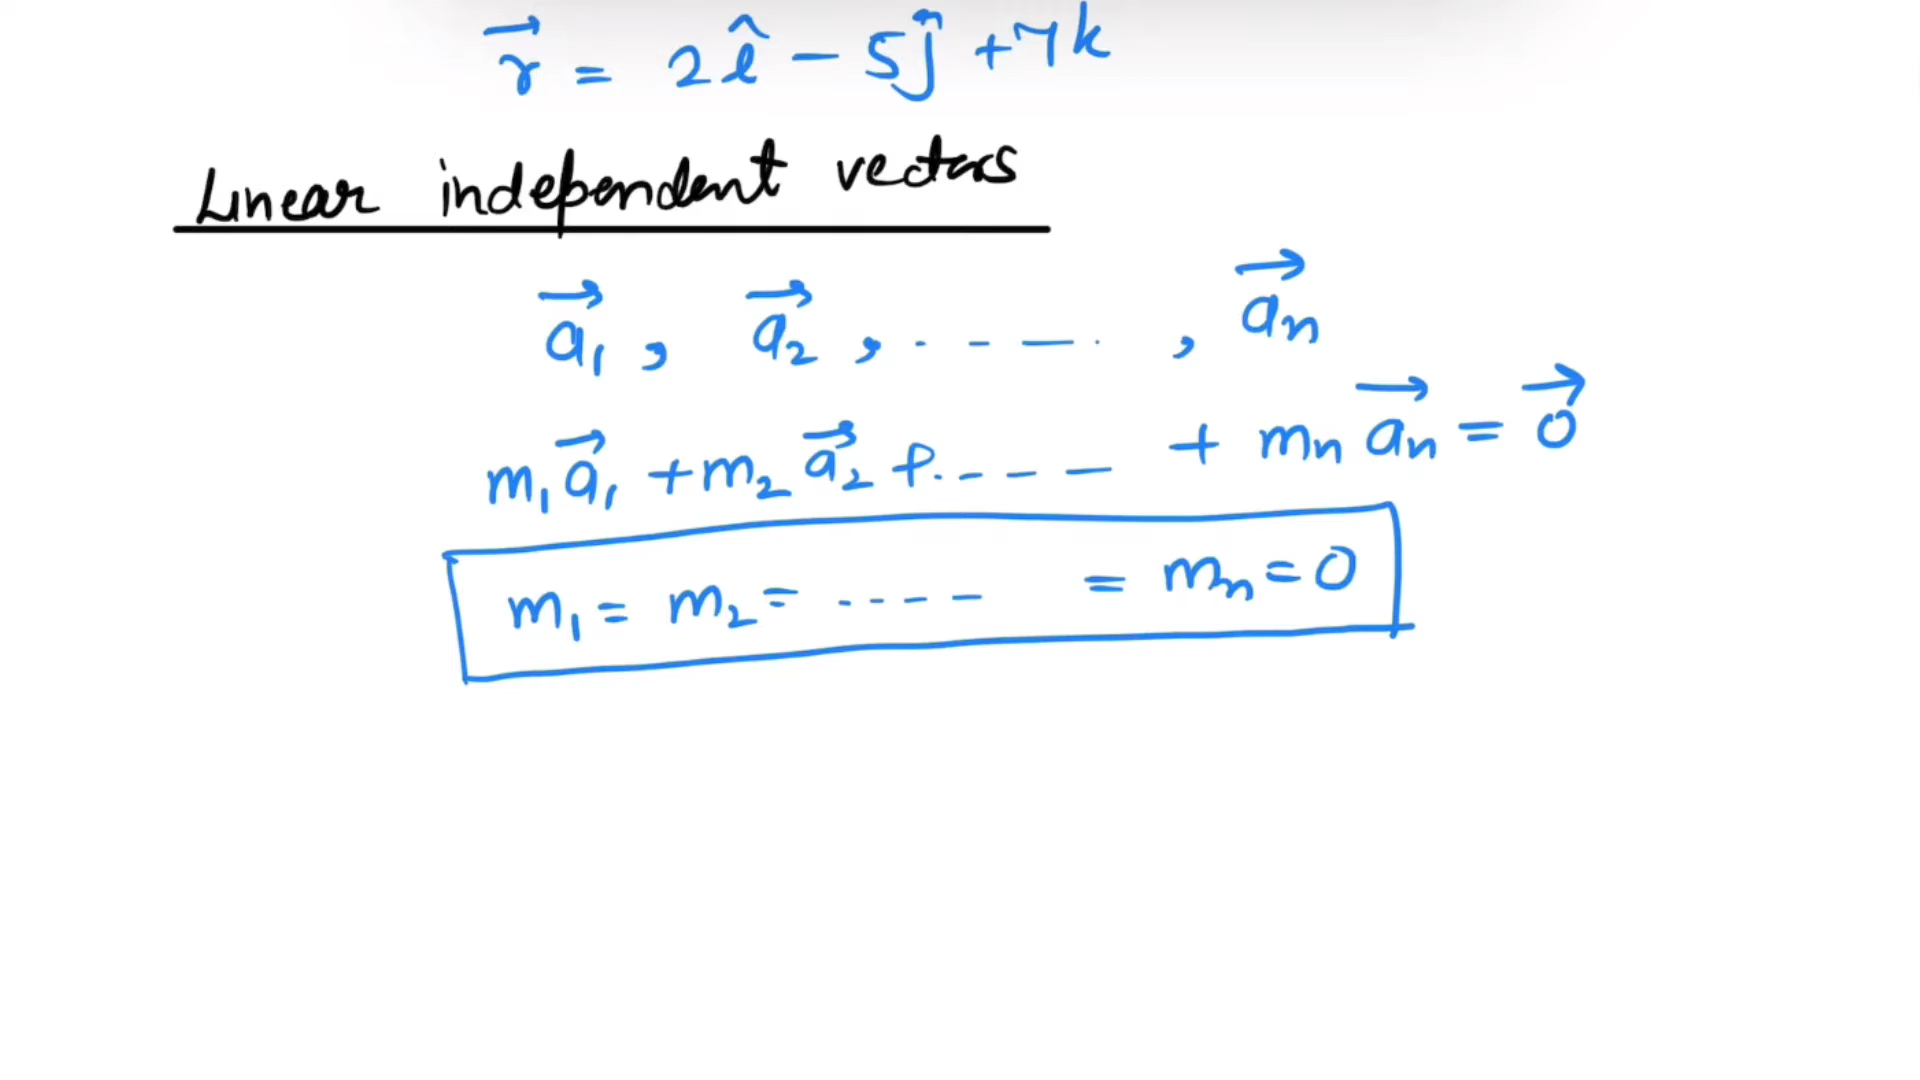 r⃗ = 2î - 5ĵ + 7k
Linear independent vectors
a⃗₁, a⃗₂, ....., a⃗ₙ
m₁a⃗₁ + m₂a⃗₂ + ..... + mₙa⃗ₙ = 0⃗
m₁ = m₂ = ..... = mₙ = 0